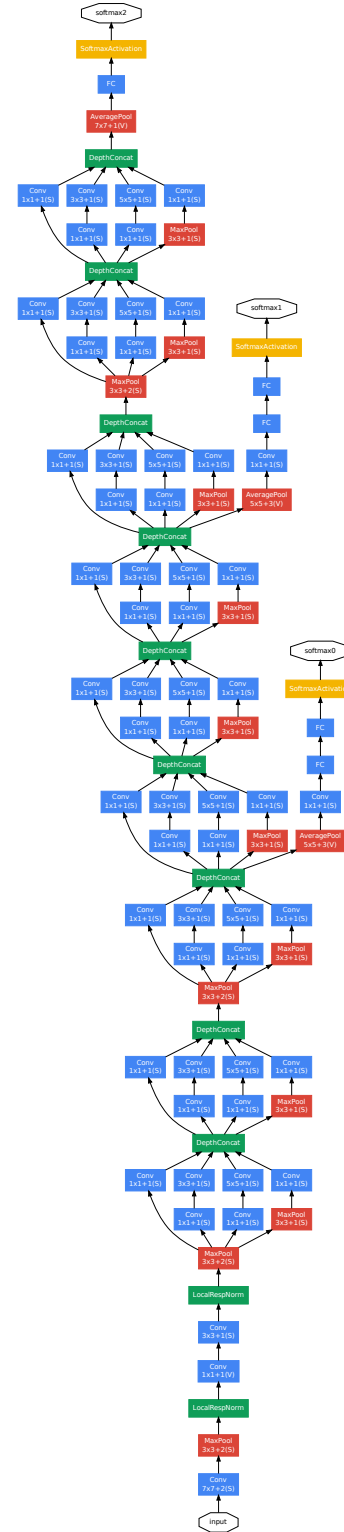 softmax2
SoftmaxActivation
FC
AveragePool
7x7+1(V)
DepthConcat
Conv Conv Conv Conv
1x1+1(S) 3x3+1(S) 5x5+1(S) 1x1+1(S)
Conv Conv MaxPool
1x1+1(S) 1x1+1(S) 3x3+1(S)
DepthConcat
Conv Conv Conv Conv
1x1+1(S) 3x3+1(S) 5x5+1(S) 1x1+1(S)
softmax1
Conv Conv MaxPool
1x1+1(S) 1x1+1(S) 3x3+1(S)
SoftmaxActivation
MaxPool
3x3+2(S)
FC
DepthConcat
FC
Conv Conv Conv Conv Conv
1x1+1(S) 3x3+1(S) 5x5+1(S) 1x1+1(S) 1x1+1(S)
Conv Conv MaxPool AveragePool
1x1+1(S) 1x1+1(S) 3x3+1(S) 5x5+3(V)
DepthConcat
Conv Conv Conv Conv
1x1+1(S) 3x3+1(S) 5x5+1(S) 1x1+1(S)
Conv Conv MaxPool
1x1+1(S) 1x1+1(S) 3x3+1(S)
DepthConcat
softmax0
Conv Conv Conv Conv
1x1+1(S) 3x3+1(S) 5x5+1(S) 1x1+1(S)
SoftmaxActivatio
Conv Conv MaxPool
1x1+1(S) 1x1+1(S) 3x3+1(S)
FC
DepthConcat
FC
Conv Conv Conv Conv Conv
1x1+1(S) 3x3+1(S) 5x5+1(S) 1x1+1(S) 1x1+1(S)
Conv Conv MaxPool AveragePool
1x1+1(S) 1x1+1(S) 3x3+1(S) 5x5+3(V)
DepthConcat
Conv Conv Conv Conv
1x1+1(S) 3x3+1(S) 5x5+1(S) 1x1+1(S)
Conv Conv MaxPool
1x1+1(S) 1x1+1(S) 3x3+1(S)
MaxPool
3x3+2(S)
DepthConcat
Conv Conv Conv Conv
1x1+1(S) 3x3+1(S) 5x5+1(S) 1x1+1(S)
Conv Conv MaxPool
1x1+1(S) 1x1+1(S) 3x3+1(S)
DepthConcat
Conv Conv Conv Conv
1x1+1(S) 3x3+1(S) 5x5+1(S) 1x1+1(S)
Conv Conv MaxPool
1x1+1(S) 1x1+1(S) 3x3+1(S)
MaxPool
3x3+2(S)
LocalRespNorm
Conv
3x3+1(S)
Conv
1x1+1(V)
LocalRespNorm
MaxPool
3x3+2(S)
Conv
7x7+2(S)
input